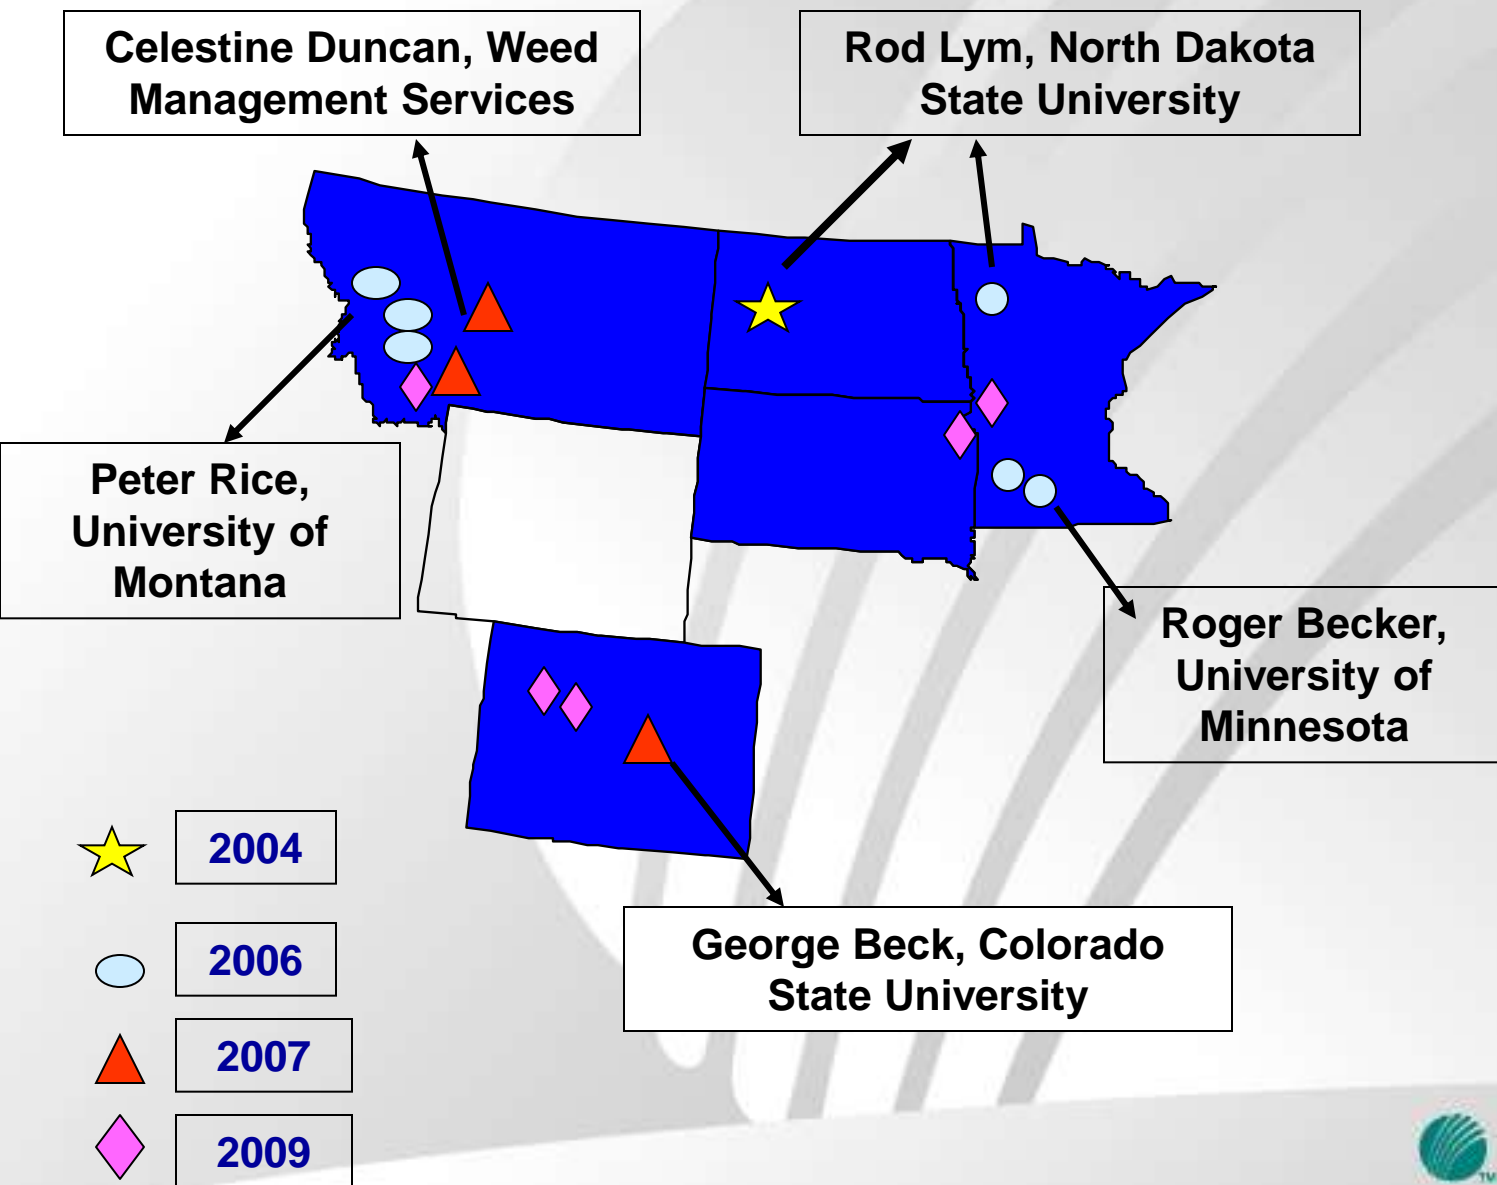 Celestine Duncan, Weed
Management Services
Rod Lym, North Dakota
State University
Peter Rice,
University of
Montana
Roger Becker,
University of
Minnesota
George Beck, Colorado
State University
2004
2006
2007
2009
TM